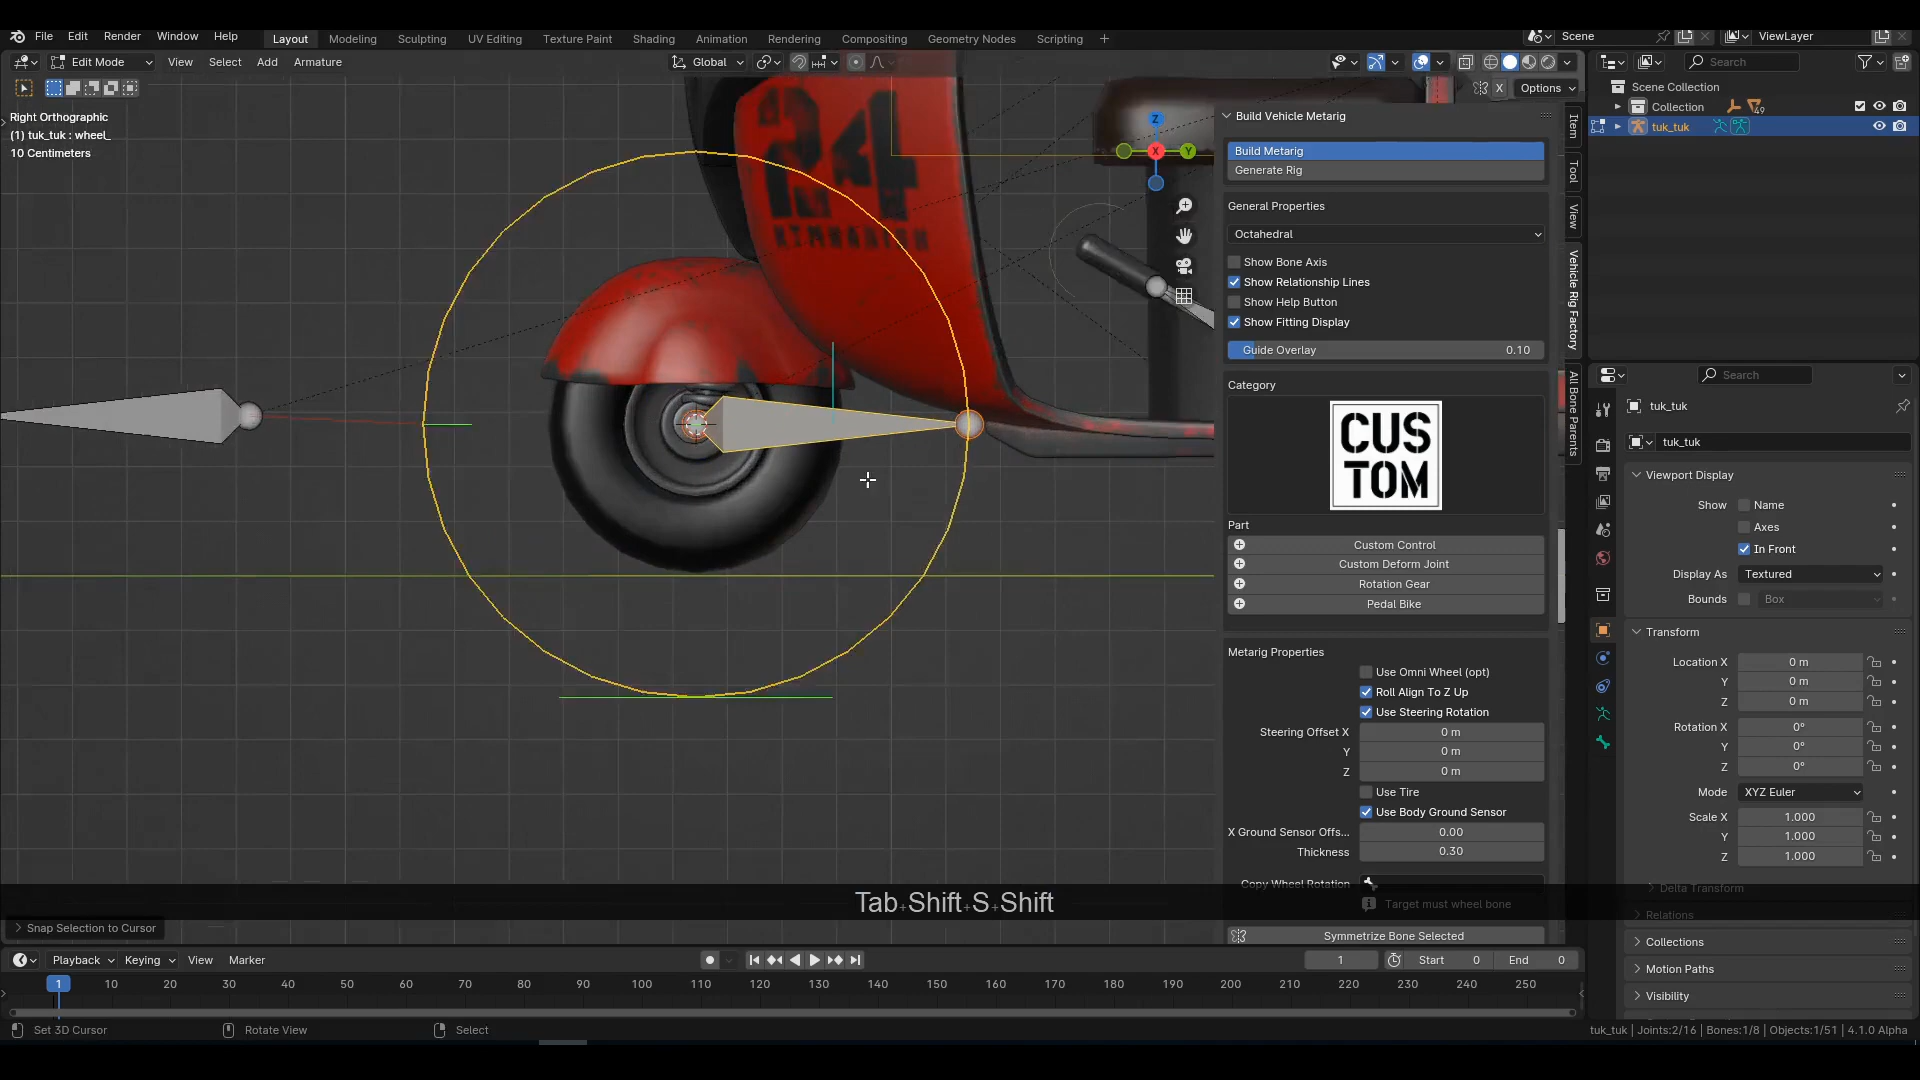 File Edit Render Window Help
Layout Modeling Sculpting UV Editing Texture Paint Shading Animation Rendering Compositing Geometry Nodes Scripting +
Scene ViewLayer
Edit Mode View Select Add Armature Global
Search
X Options
Right Orthographic
(1) tuk_tuk : wheel_
10 Centimeters
24
Z
X
Y
Scene Collection
Collection 49
tuk_tuk
Item
Tool
View
Vehicle Rig Factory
All Bone Parents
Build Vehicle Metarig
Build Metarig
Generate Rig
General Properties
Octahedral
Show Bone Axis
Show Relationship Lines
Show Help Button
Show Fitting Display
Guide Overlay 0.10
Category
CUS
TOM
Part
Custom Control
Custom Deform Joint
Rotation Gear
Pedal Bike
Metarig Properties
Use Omni Wheel (opt)
Roll Align To Z Up
Use Steering Rotation
Steering Offset X 0 m
Y 0 m
Z 0 m
Use Tire
Use Body Ground Sensor
X Ground Sensor Offs... 0.00
Thickness 0.30
Copy Wheel Rotation
Target must wheel bone
Symmetrize Bone Selected
Search
tuk_tuk
tuk_tuk
Viewport Display
Show Name
Axes
In Front
Display As Textured
Bounds Box
Transform
Location X 0 m
Y 0 m
Z 0 m
Rotation X 0°
Y 0°
Z 0°
Mode XYZ Euler
Scale X 1.000
Y 1.000
Z 1.000
Delta Transform
Relations
Collections
Motion Paths
Visibility
Tab+Shift+S+Shift
Snap Selection to Cursor
Playback Keying View Marker
1 Start 0 End 0
1 10 20 30 40 50 60 70 80 90 100 110 120 130 140 150 160 170 180 190 200 210 220 230 240 250
Set 3D Cursor Rotate View Select
tuk_tuk | Joints:2/16 | Bones:1/8 | Objects:1/51 | 4.1.0 Alpha